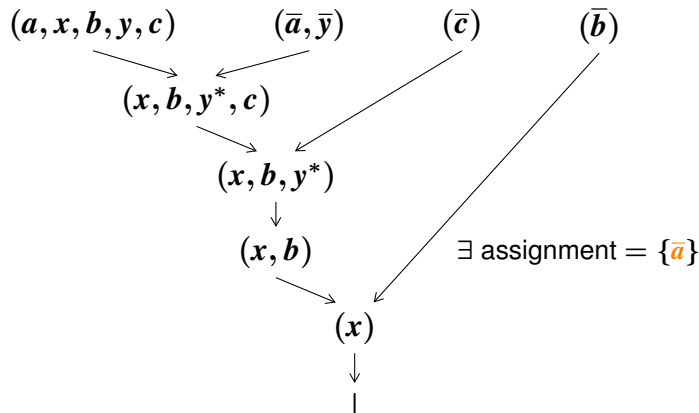 (a, x, b, y, c) (a̅, y̅) (c̅) (b̅)
(x, b, y*, c)
(x, b, y*)
(x, b) ∃ assignment = {a̅}
(x)